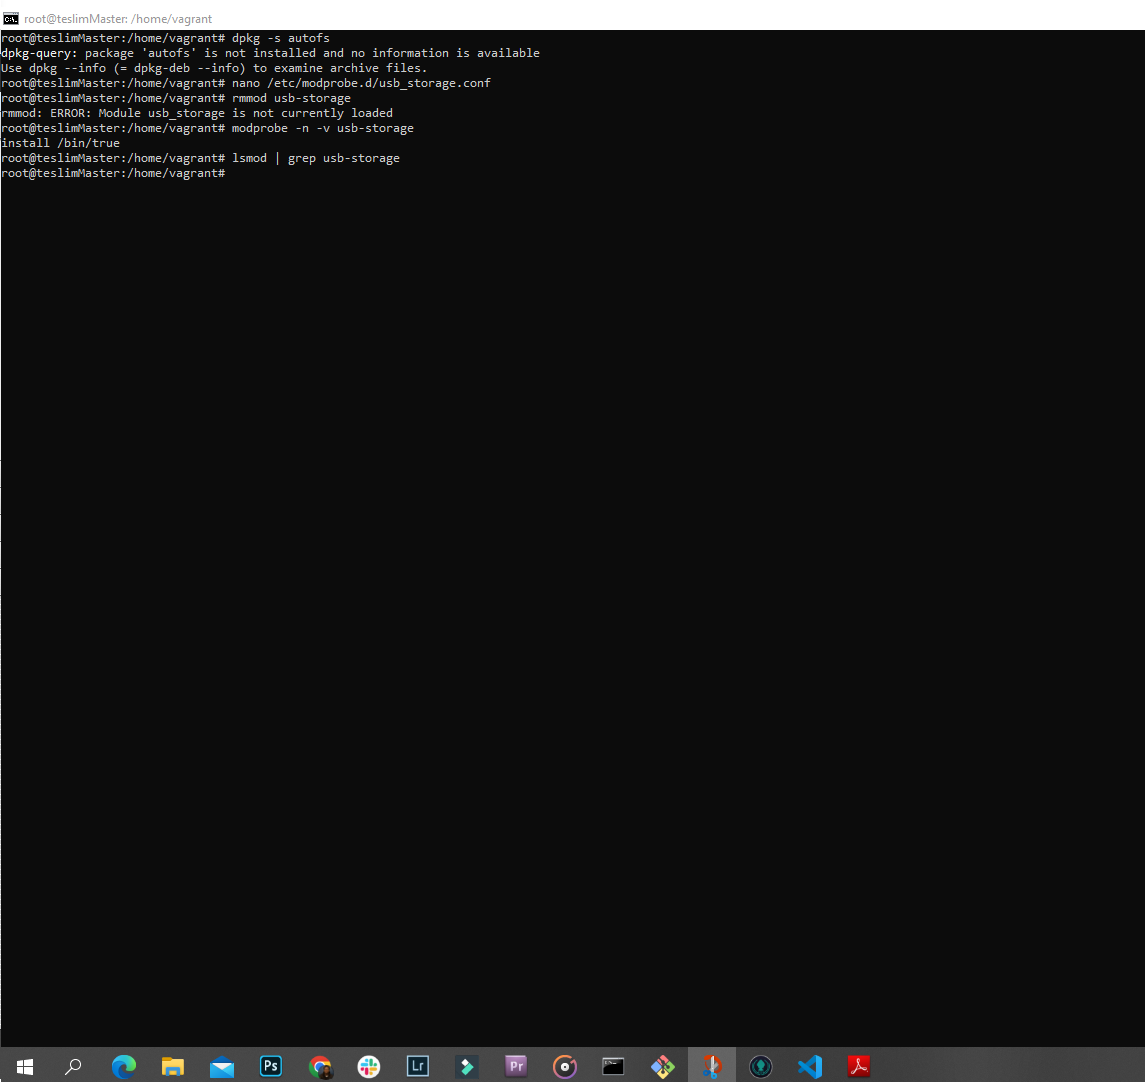 root@teslimMaster: /home/vagrant
root@teslimMaster:/home/vagrant# dpkg -s autofs
dpkg-query: package 'autofs' is not installed and no information is available
Use dpkg --info (= dpkg-deb --info) to examine archive files.
root@teslimMaster:/home/vagrant# nano /etc/modprobe.d/usb_storage.conf
root@teslimMaster:/home/vagrant# rmmod usb-storage
rmmod: ERROR: Module usb_storage is not currently loaded
root@teslimMaster:/home/vagrant# modprobe -n -v usb-storage
install /bin/true
root@teslimMaster:/home/vagrant# lsmod | grep usb-storage
root@teslimMaster:/home/vagrant#
Ps Lr Pr